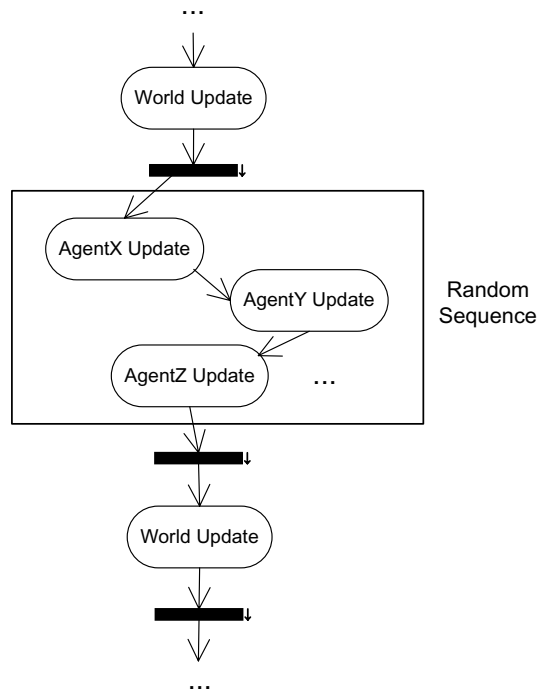 ...
World Update
AgentX Update
AgentY Update
Random
Sequence
AgentZ Update
...
World Update
...